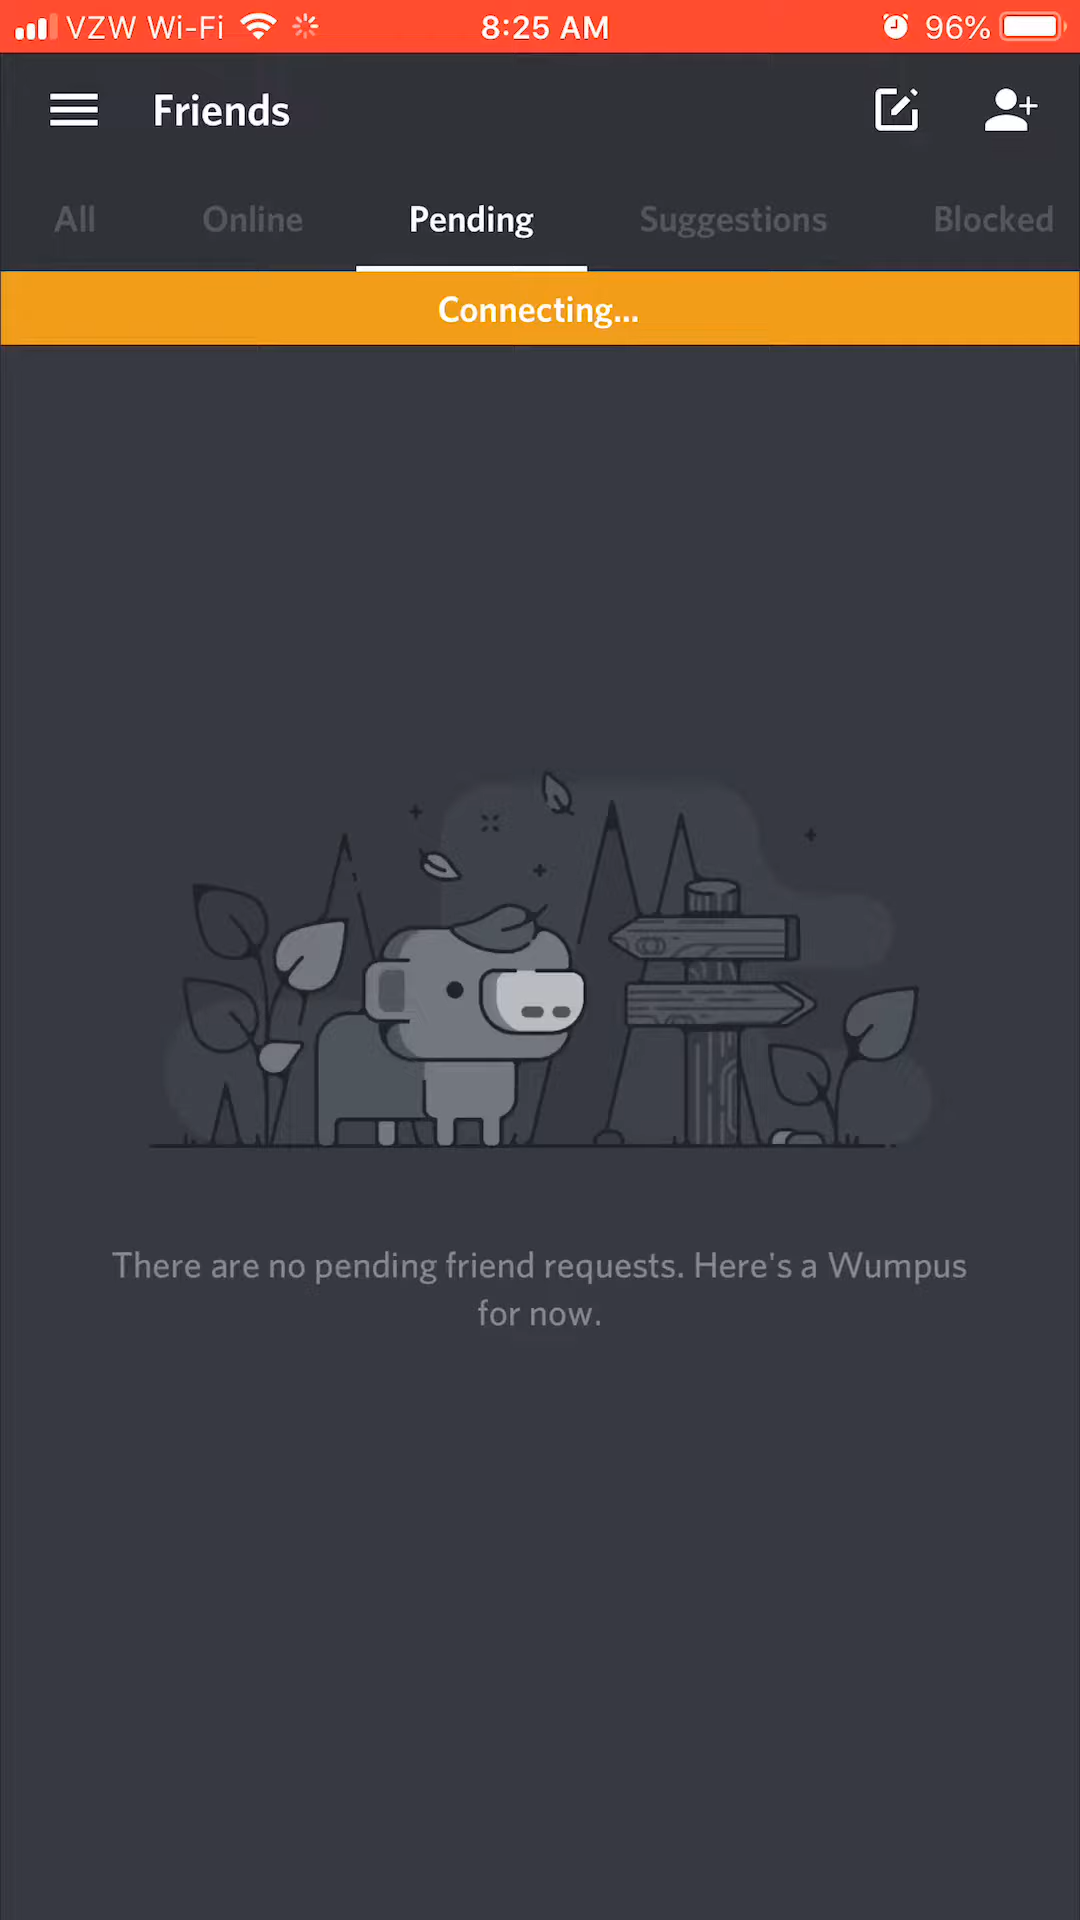 VZW Wi-Fi 8:25 AM 96%
Friends
All Online Pending Suggestions Blocked
Connecting...
There are no pending friend requests. Here's a Wumpus
for now.